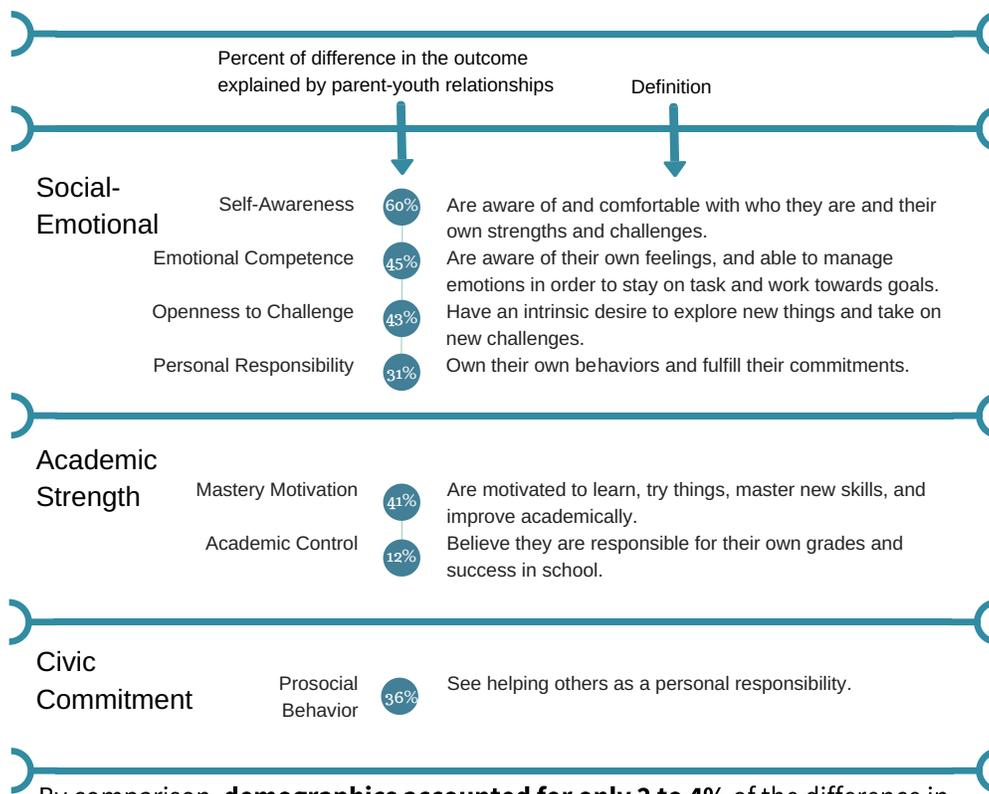 Percent of difference in the outcome
explained by parent-youth relationships
Definition
Social-
Emotional
Self-Awareness
60%
Are aware of and comfortable with who they are and their
own strengths and challenges.
Emotional Competence
45%
Are aware of their own feelings, and able to manage
emotions in order to stay on task and work towards goals.
Openness to Challenge
43%
Have an intrinsic desire to explore new things and take on
new challenges.
Personal Responsibility
31%
Own their own behaviors and fulfill their commitments.
Academic
Strength
Mastery Motivation
41%
Are motivated to learn, try things, master new skills, and
improve academically.
Academic Control
12%
Believe they are responsible for their own grades and
success in school.
Civic
Commitment
Prosocial
Behavior
36%
See helping others as a personal responsibility.
By comparison, demographics accounted for only 2 to 4% of the difference in